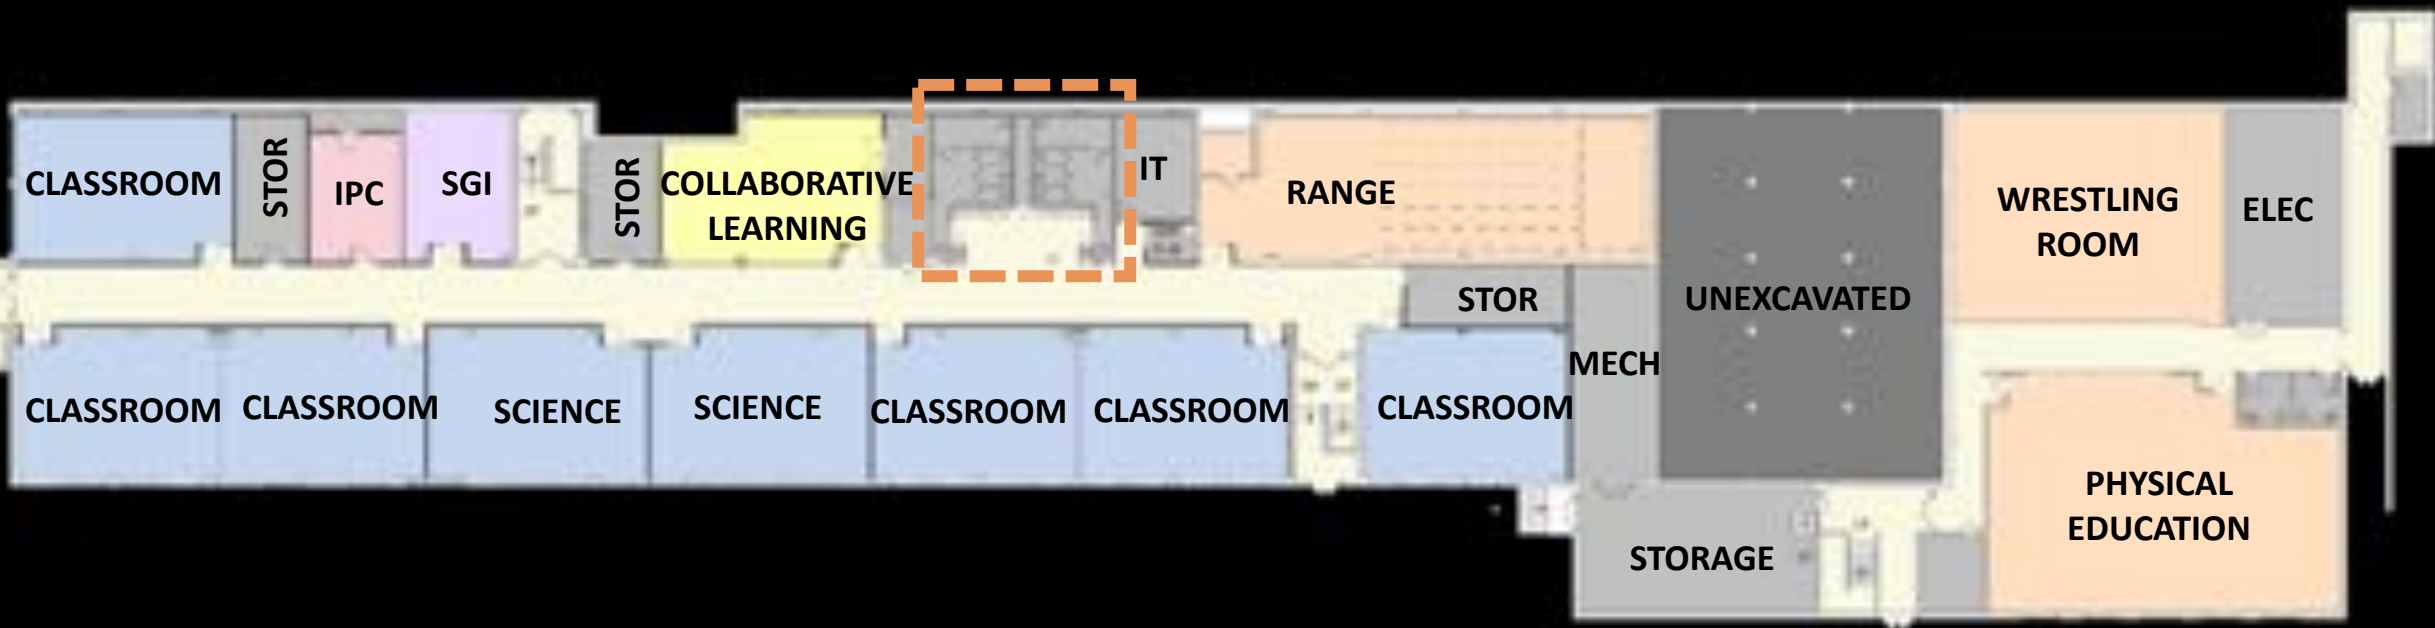 CLASSROOM
STOR
IPC
SGI
STOR
COLLABORATIVE
LEARNING
IT
RANGE
UNEXCAVATED
WRESTLING
ROOM
ELEC
STOR
MECH
CLASSROOM
CLASSROOM
SCIENCE
SCIENCE
CLASSROOM
CLASSROOM
CLASSROOM
STORAGE
PHYSICAL
EDUCATION